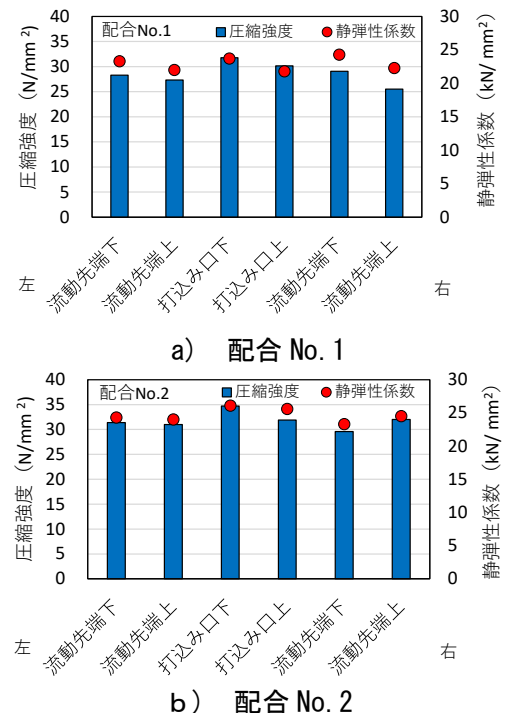 配合No.1
圧縮強度
静弾性係数
圧縮強度（N/mm²）
40
35
30
25
20
15
10
5
0
静弾性係数（kN/ mm²）
30
25
20
15
10
5
0
左
流動先端下
流動先端上
打込み口下
打込み口上
流動先端下
流動先端上
右
a） 配合 No. 1
配合No.2
圧縮強度
静弾性係数
圧縮強度（N/mm²）
40
35
30
25
20
15
10
5
0
静弾性係数（kN/ mm²）
30
25
20
15
10
5
0
左
流動先端下
流動先端上
打込み口下
打込み口上
流動先端下
流動先端上
右
ｂ） 配合 No. 2